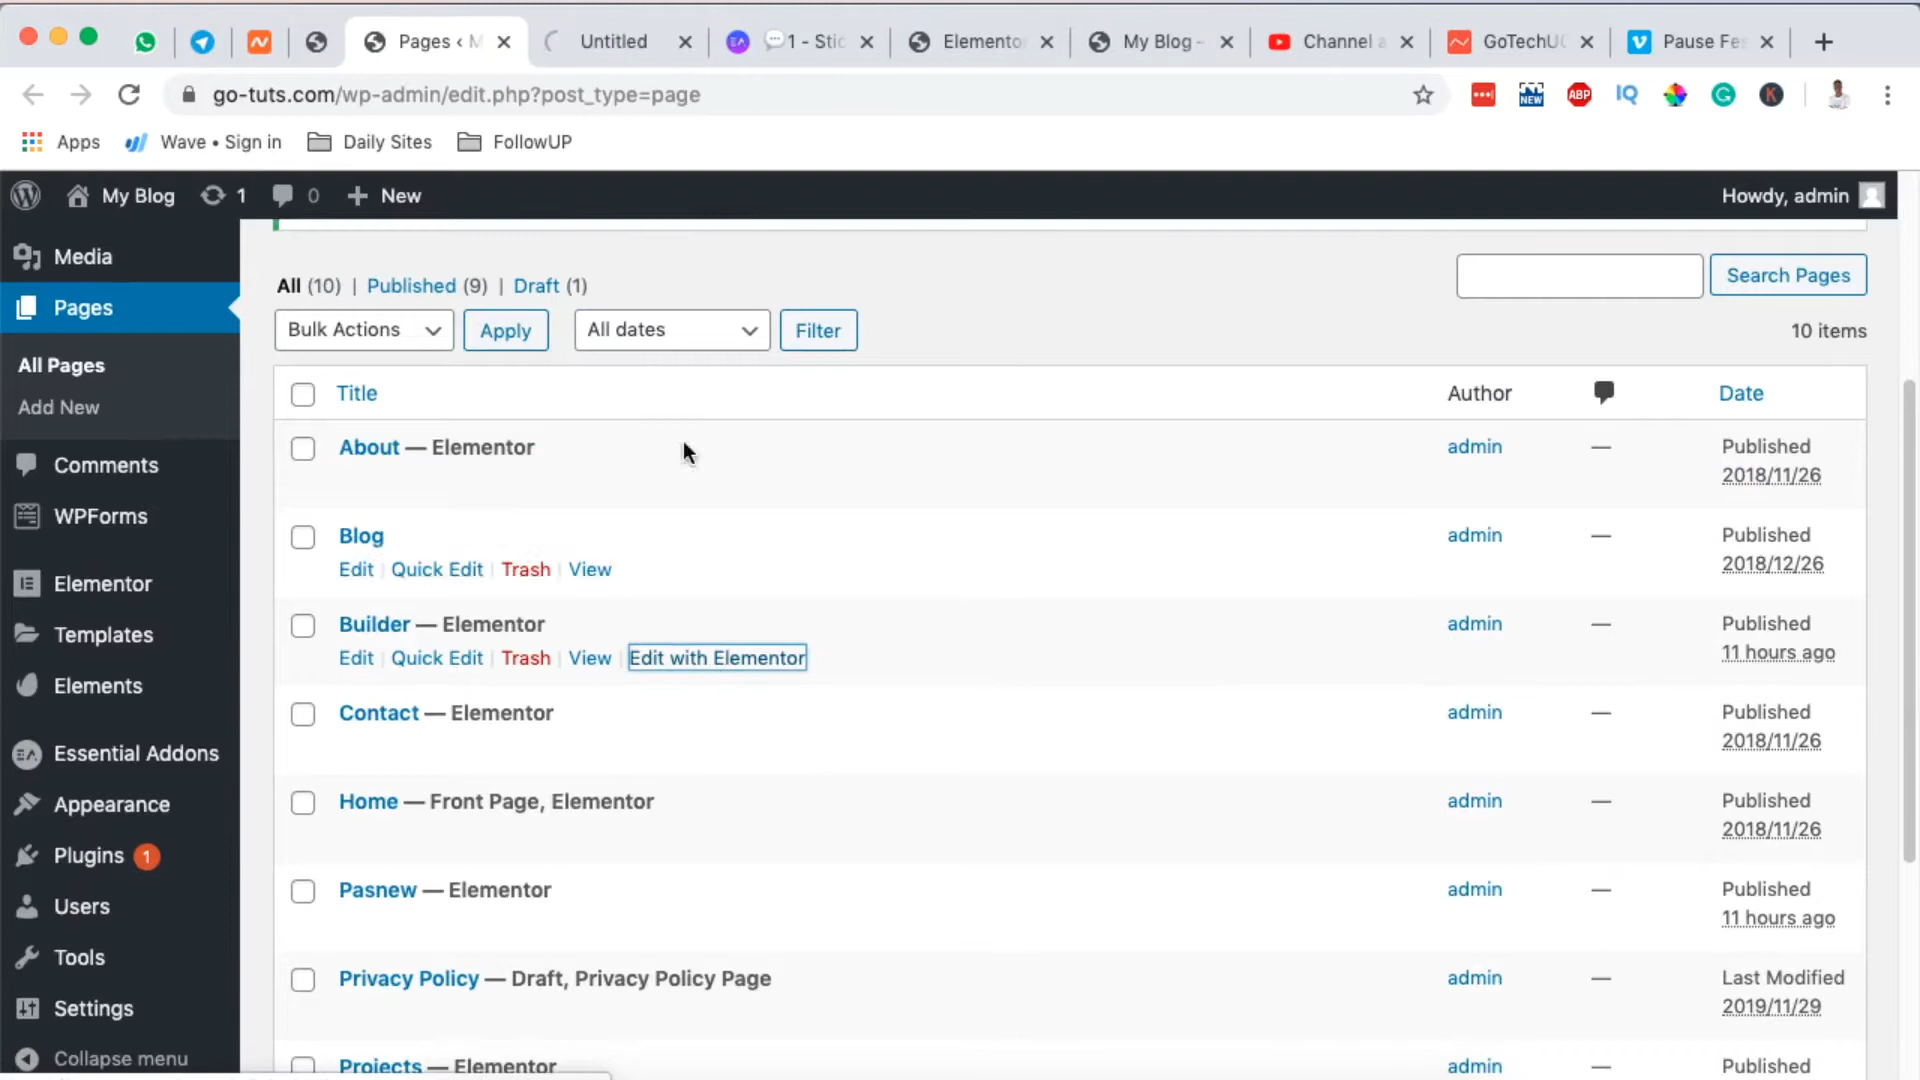 Pages < M
Untitled
1 - Stic
Elemento
My Blog -
Channel a
GoTechUG
Pause Fe
go-tuts.com/wp-admin/edit.php?post_type=page
NEW
ABP
IQ
K
Apps
Wave • Sign in
Daily Sites
FollowUP
My Blog
1
0
New
Howdy, admin
Media
Pages
All Pages
Add New
Comments
WPForms
Elementor
Templates
Elements
Essential Addons
Appearance
Plugins 1
Users
Tools
Settings
Collapse menu
All (10) | Published (9) | Draft (1)
Search Pages
Bulk Actions
Apply
All dates
Filter
10 items
Title
Author
Date
About — Elementor
admin
—
Published
2018/11/26
Blog
Edit | Quick Edit | Trash | View
admin
—
Published
2018/12/26
Builder — Elementor
Edit | Quick Edit | Trash | View | Edit with Elementor
admin
—
Published
11 hours ago
Contact — Elementor
admin
—
Published
2018/11/26
Home — Front Page, Elementor
admin
—
Published
2018/11/26
Pasnew — Elementor
admin
—
Published
11 hours ago
Privacy Policy — Draft, Privacy Policy Page
admin
—
Last Modified
2019/11/29
Projects — Elementor
admin
—
Published